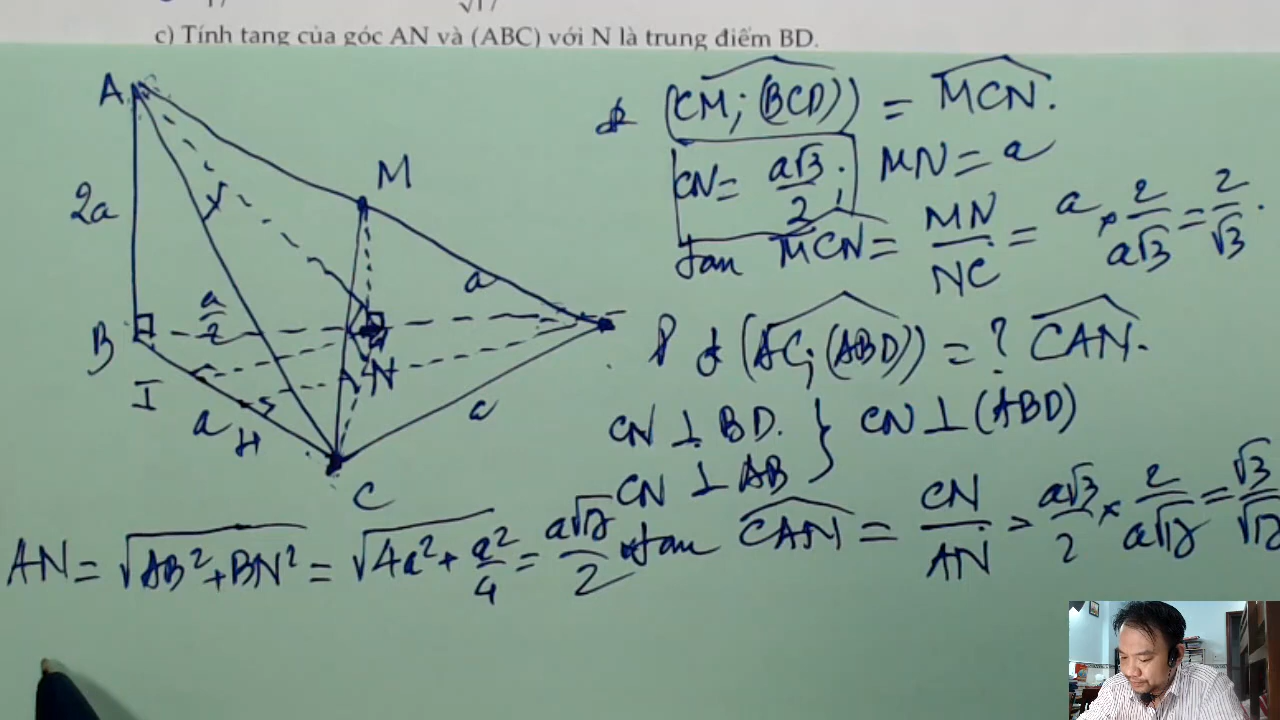 √17
c) Tính tang của góc AN và (ABC) với N là trung điểm BD.
A
M
2a
a
a/2
B
N
I
a
H
a
C
(CM; (BCD)) = MCN.
CN = a√3/2; MN = a
tan MCN = MN/NC = a × 2/a√3 = 2/√3.
(AC; (ABD)) = ? CAN.
CN ⊥ BD.
CN ⊥ AB } CN ⊥ (ABD)
AN = √AB²+BN² = √4a²+a²/4 = a√17/2
tan CAN = CN/AN = a√3/2 × 2/a√17 = √3/√17